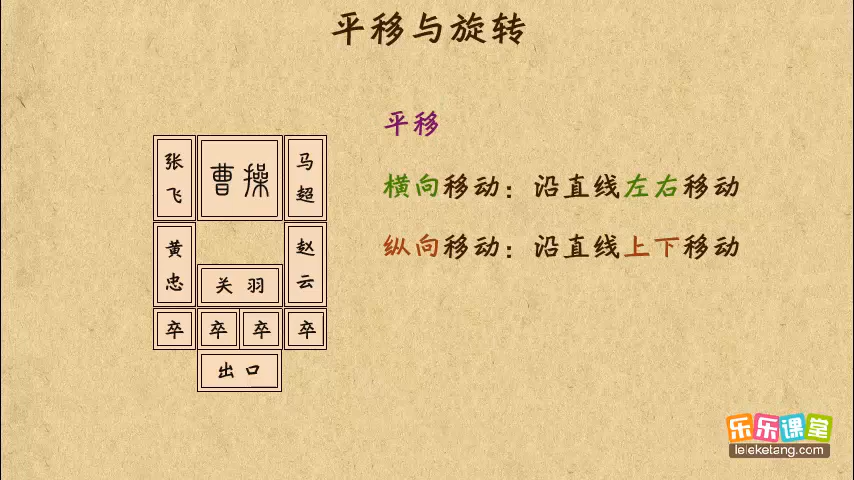 平移与旋转
平移
横向移动：沿直线左右移动
纵向移动：沿直线上下移动
张飞
曹操
马超
黄忠
关羽
赵云
卒 卒 卒 卒
出口
乐乐课堂
leleketang.com